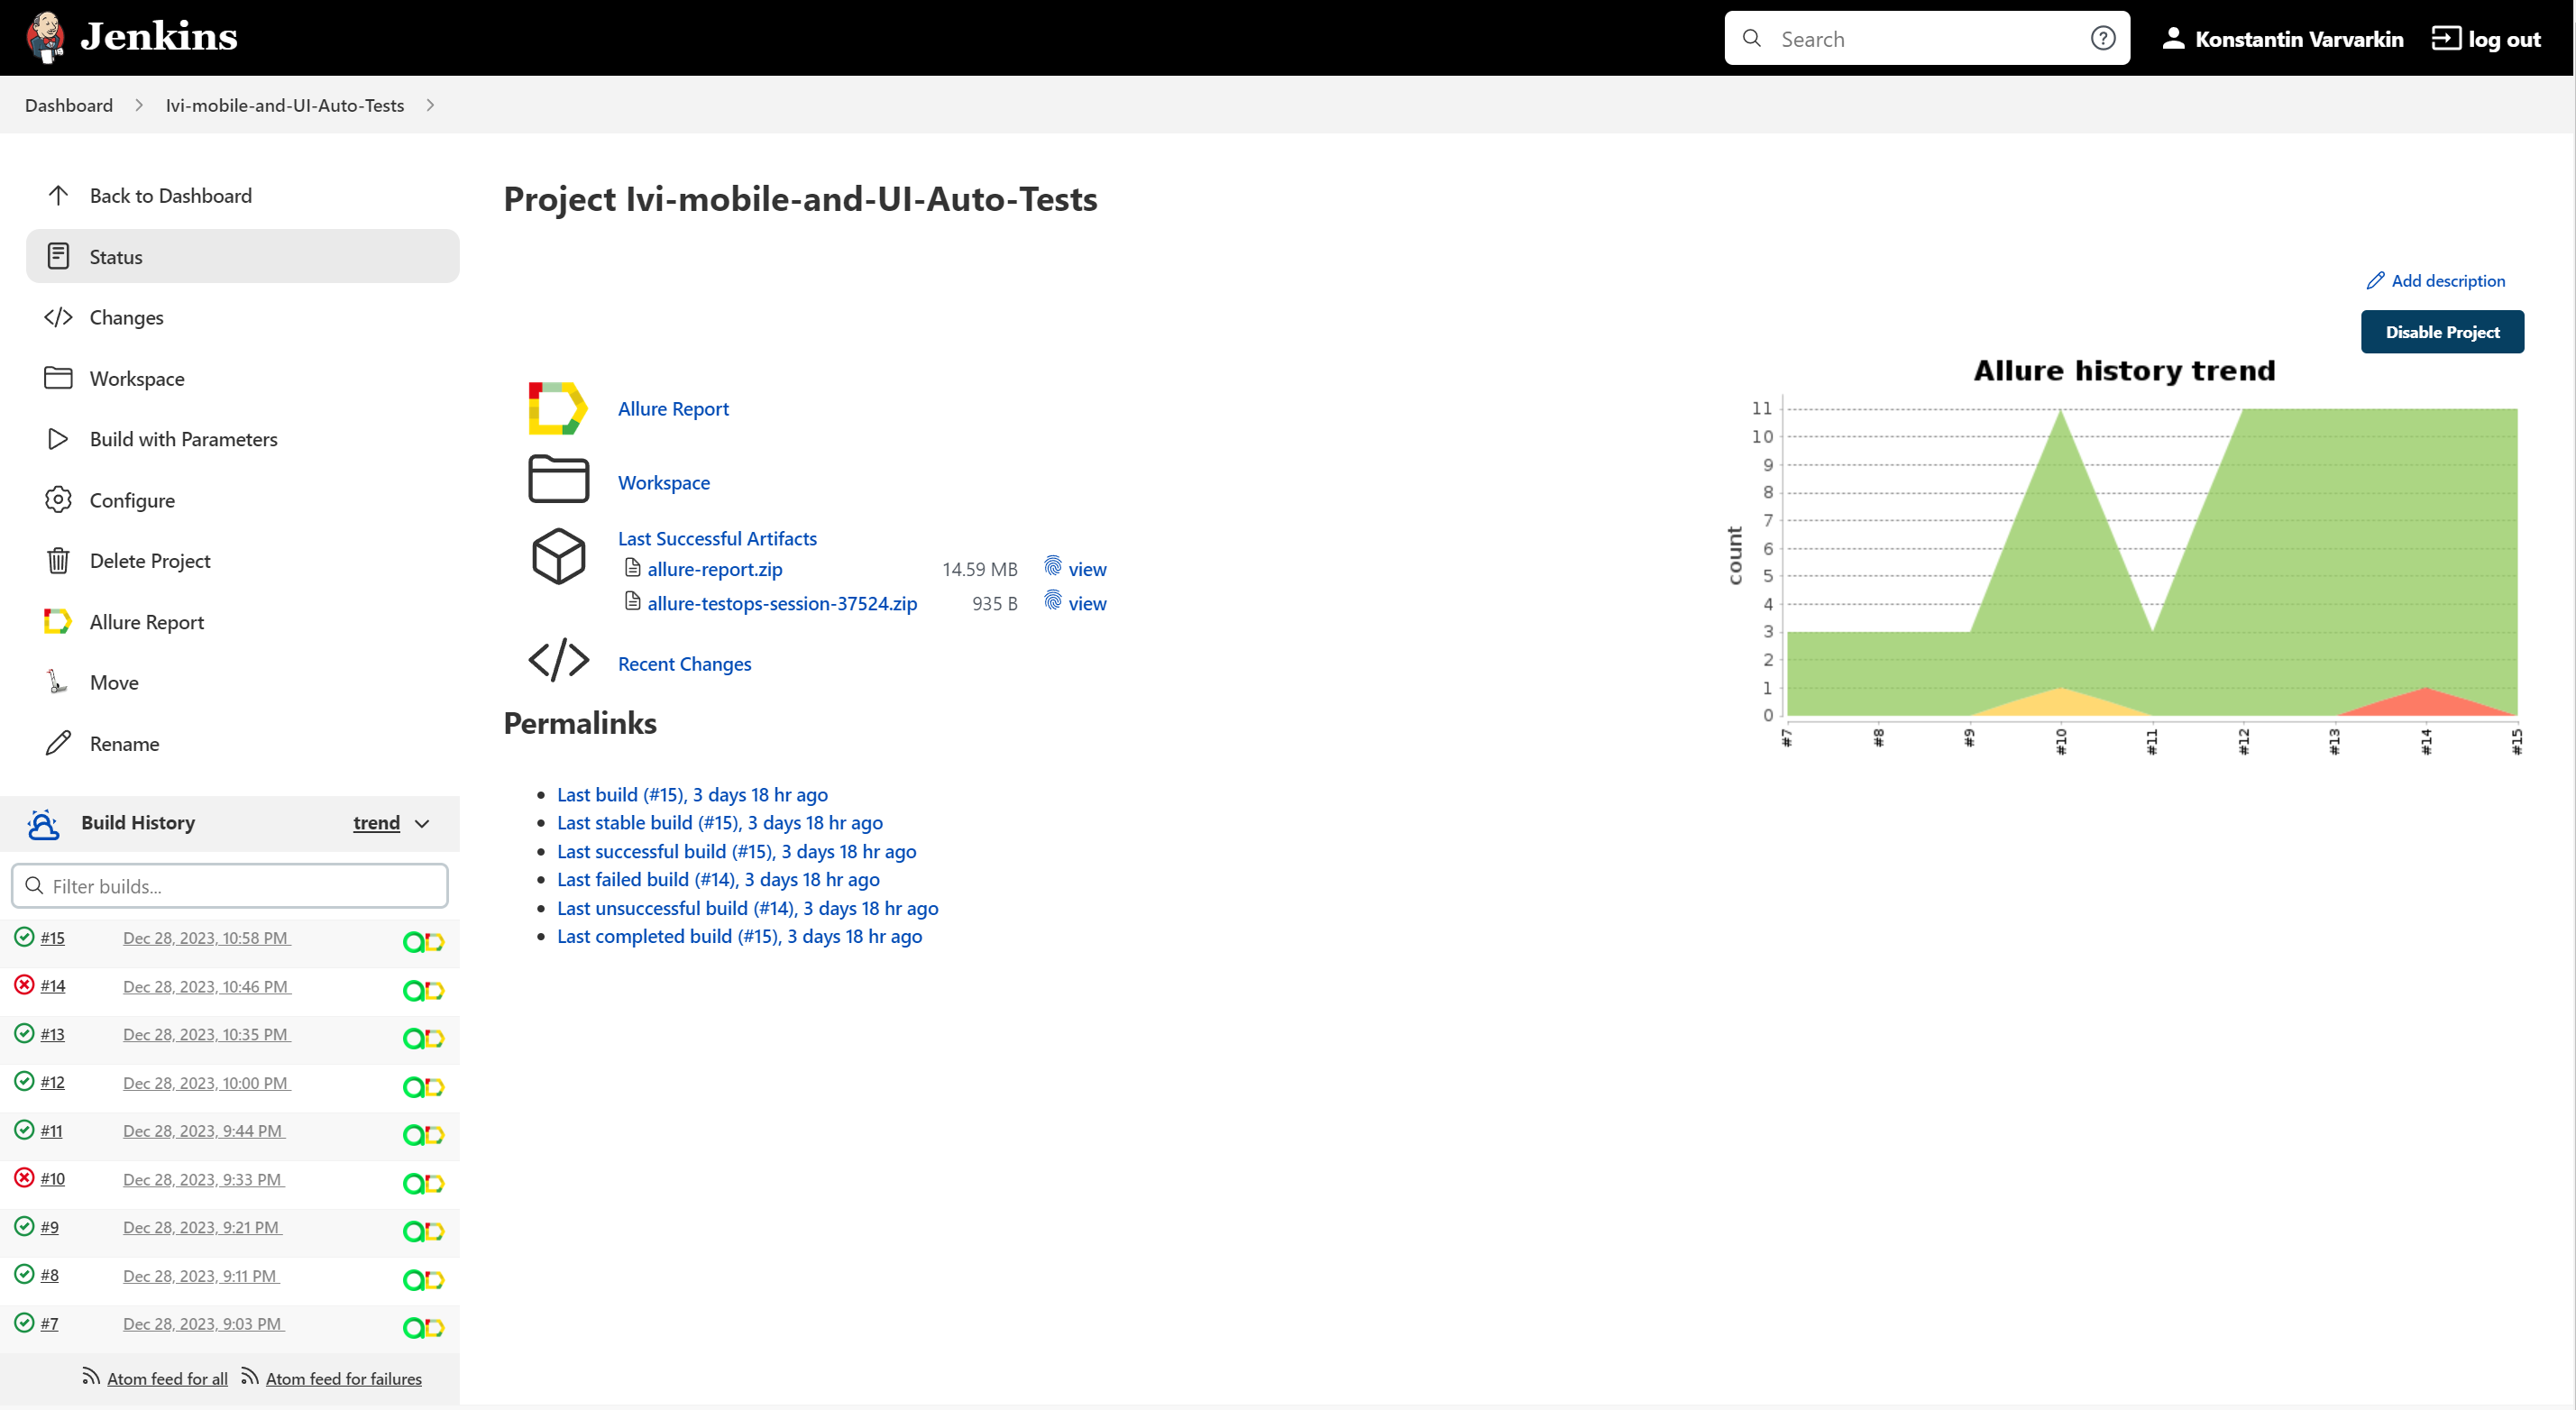 Jenkins
Search
Konstantin Varvarkin
log out
Dashboard
Ivi-mobile-and-UI-Auto-Tests
Back to Dashboard
Status
Changes
Workspace
Build with Parameters
Configure
Delete Project
Allure Report
Move
Rename
Build History
trend
Filter builds...
#15 Dec 28, 2023, 10:58 PM
#14 Dec 28, 2023, 10:46 PM
#13 Dec 28, 2023, 10:35 PM
#12 Dec 28, 2023, 10:00 PM
#11 Dec 28, 2023, 9:44 PM
#10 Dec 28, 2023, 9:33 PM
#9 Dec 28, 2023, 9:21 PM
#8 Dec 28, 2023, 9:11 PM
#7 Dec 28, 2023, 9:03 PM
Atom feed for all Atom feed for failures
Project Ivi-mobile-and-UI-Auto-Tests
Add description
Disable Project
Allure Report
Workspace
Last Successful Artifacts
allure-report.zip 14.59 MB view
allure-testops-session-37524.zip 935 B view
Recent Changes
Permalinks
Last build (#15), 3 days 18 hr ago
Last stable build (#15), 3 days 18 hr ago
Last successful build (#15), 3 days 18 hr ago
Last failed build (#14), 3 days 18 hr ago
Last unsuccessful build (#14), 3 days 18 hr ago
Last completed build (#15), 3 days 18 hr ago
Allure history trend
count
11
10
9
8
7
6
5
4
3
2
1
0
#7 #8 #9 #10 #11 #12 #13 #14 #15